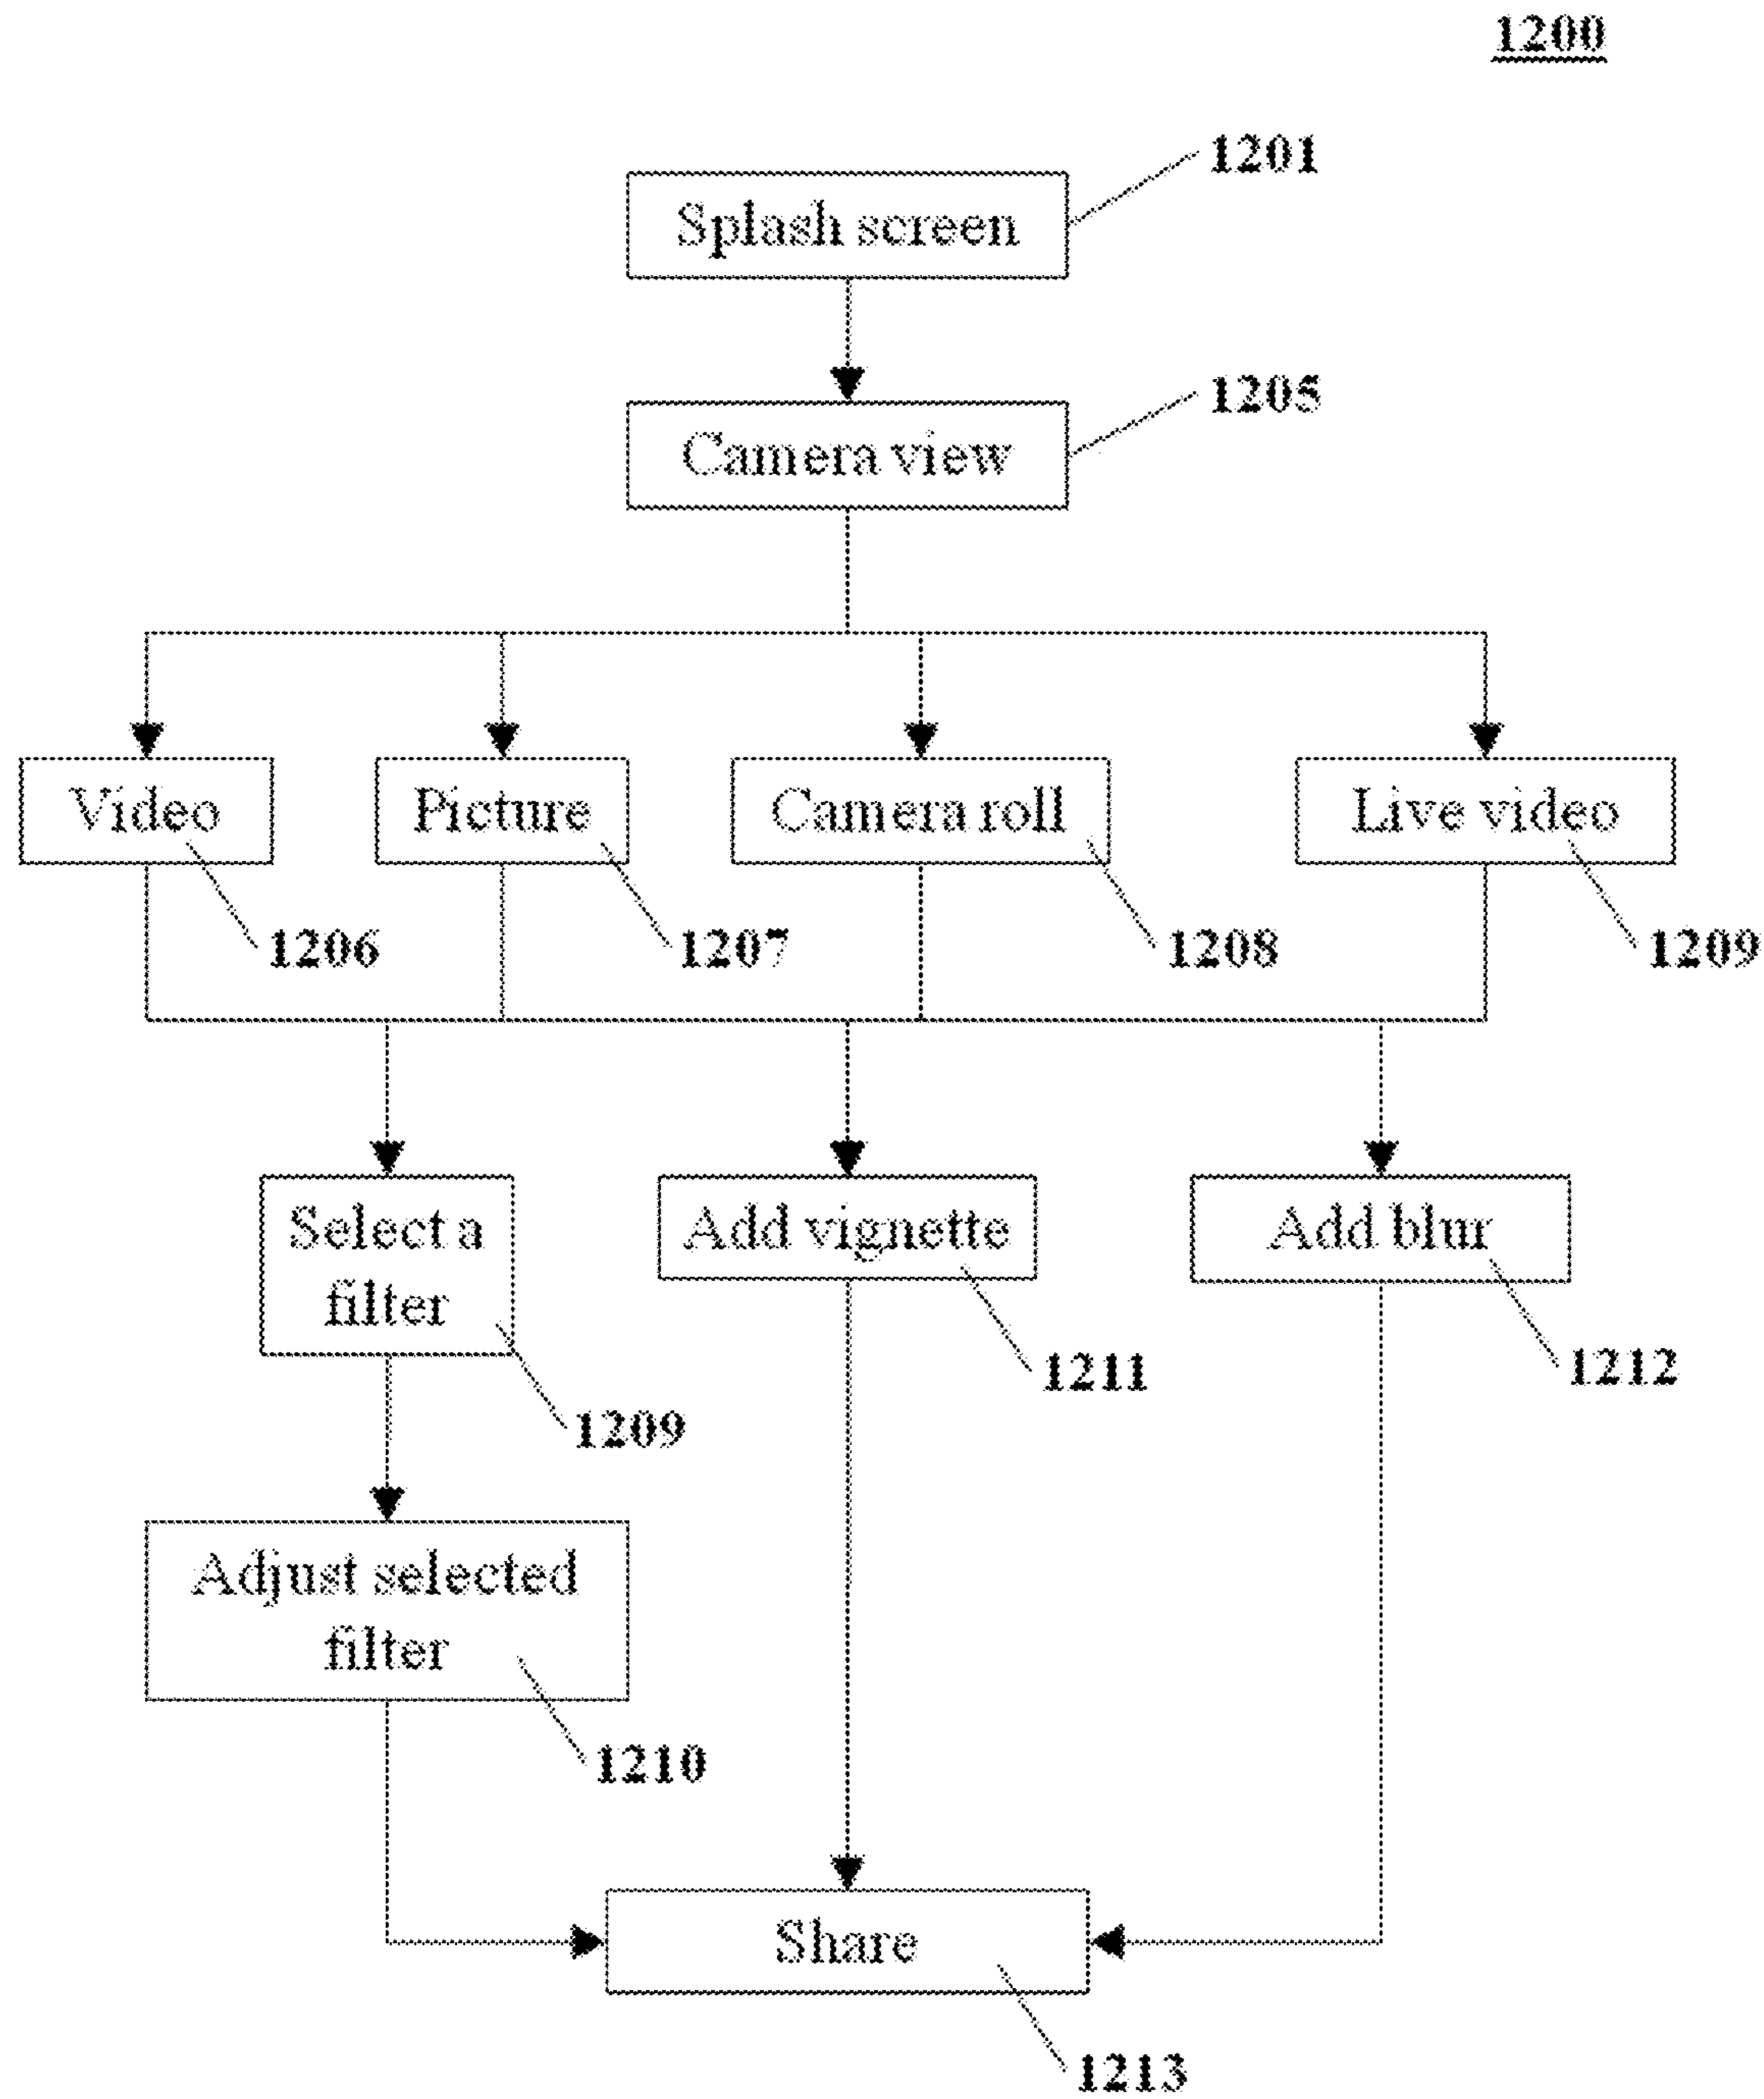 1200
1201
Splash screen
1205
Camera view
Video
Picture
Camera roll
Live video
1206
1207
1208
1209
Select a
filter
Add vignette
Add blur
1211
1212
1209
Adjust selected
filter
1210
Share
1213